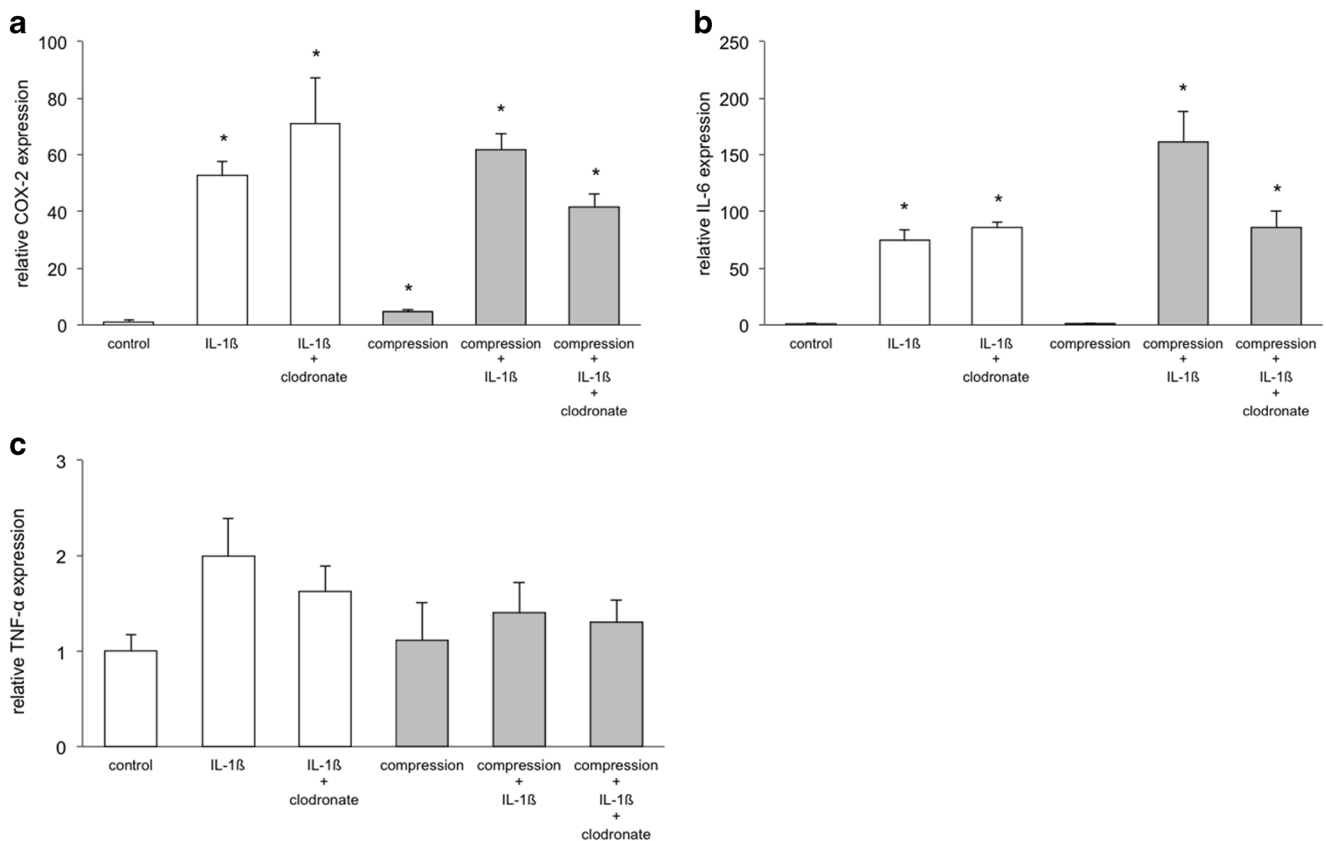 a
100
80
60
40
20
0
relative COX-2 expression
*
*
*
*
*
control
IL-1ß
IL-1ß
+
clodronate
compression
compression
+
IL-1ß
compression
+
IL-1ß
+
clodronate
b
250
200
150
100
50
0
relative IL-6 expression
*
*
*
*
control
IL-1ß
IL-1ß
+
clodronate
compression
compression
+
IL-1ß
compression
+
IL-1ß
+
clodronate
c
3
2
1
0
relative TNF-α expression
control
IL-1ß
IL-1ß
+
clodronate
compression
compression
+
IL-1ß
compression
+
IL-1ß
+
clodronate